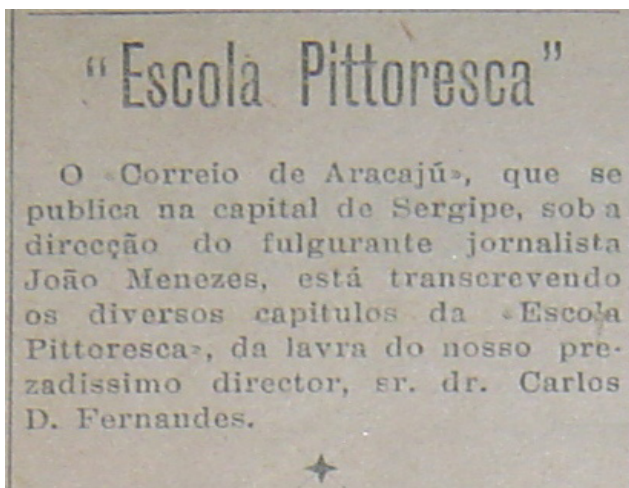 “Escola Pittoresca”
O «Correio de Aracajú», que se
publica na capital de Sergipe, sob a
direcção do fulgurante jornalista
João Menezes, está transcrevendo
os diversos capitulos da «Escola
Pittoresca», da lavra do nosso pre-
zadissimo director, sr. dr. Carlos
D. Fernandes.